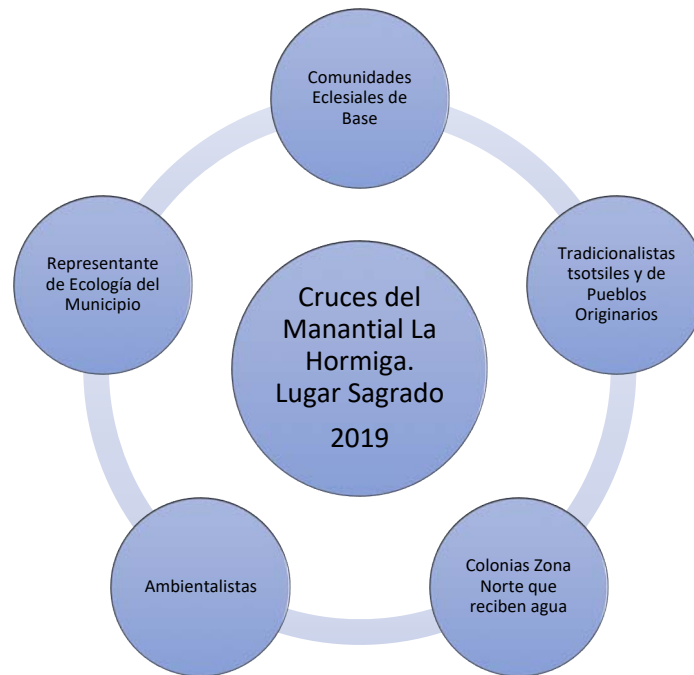 Comunidades
Eclesiales de
Base
Tradicionalistas
tsotsiles y de
Pueblos
Originarios
Colonias Zona
Norte que
reciben agua
Ambientalistas
Representante
de Ecología del
Municipio
Cruces del
Manantial La
Hormiga.
Lugar Sagrado
2019